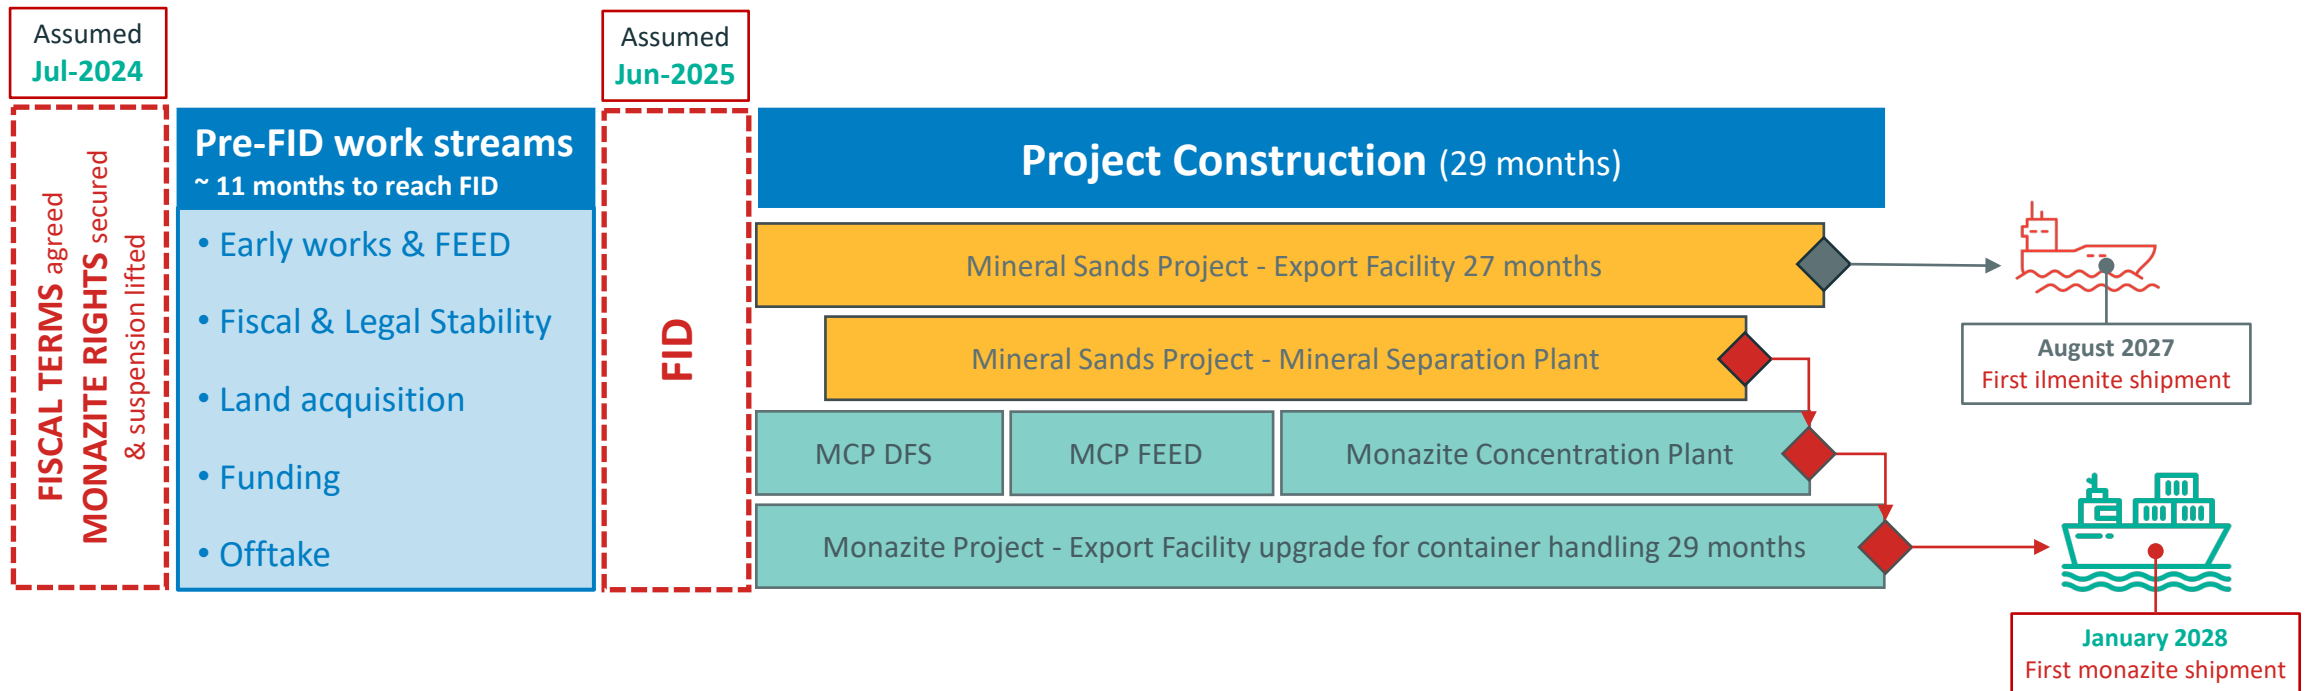 Assumed
Jul-2024
FISCAL TERMS agreed
MONAZITE RIGHTS secured
& suspension lifted
Pre-FID work streams
~ 11 months to reach FID
• Early works & FEED
• Fiscal & Legal Stability
• Land acquisition
• Funding
• Offtake
Assumed
Jun-2025
FID
Project Construction (29 months)
Mineral Sands Project - Export Facility 27 months
Mineral Sands Project - Mineral Separation Plant
MCP DFS
MCP FEED
Monazite Concentration Plant
Monazite Project - Export Facility upgrade for container handling 29 months
August 2027
First ilmenite shipment
January 2028
First monazite shipment